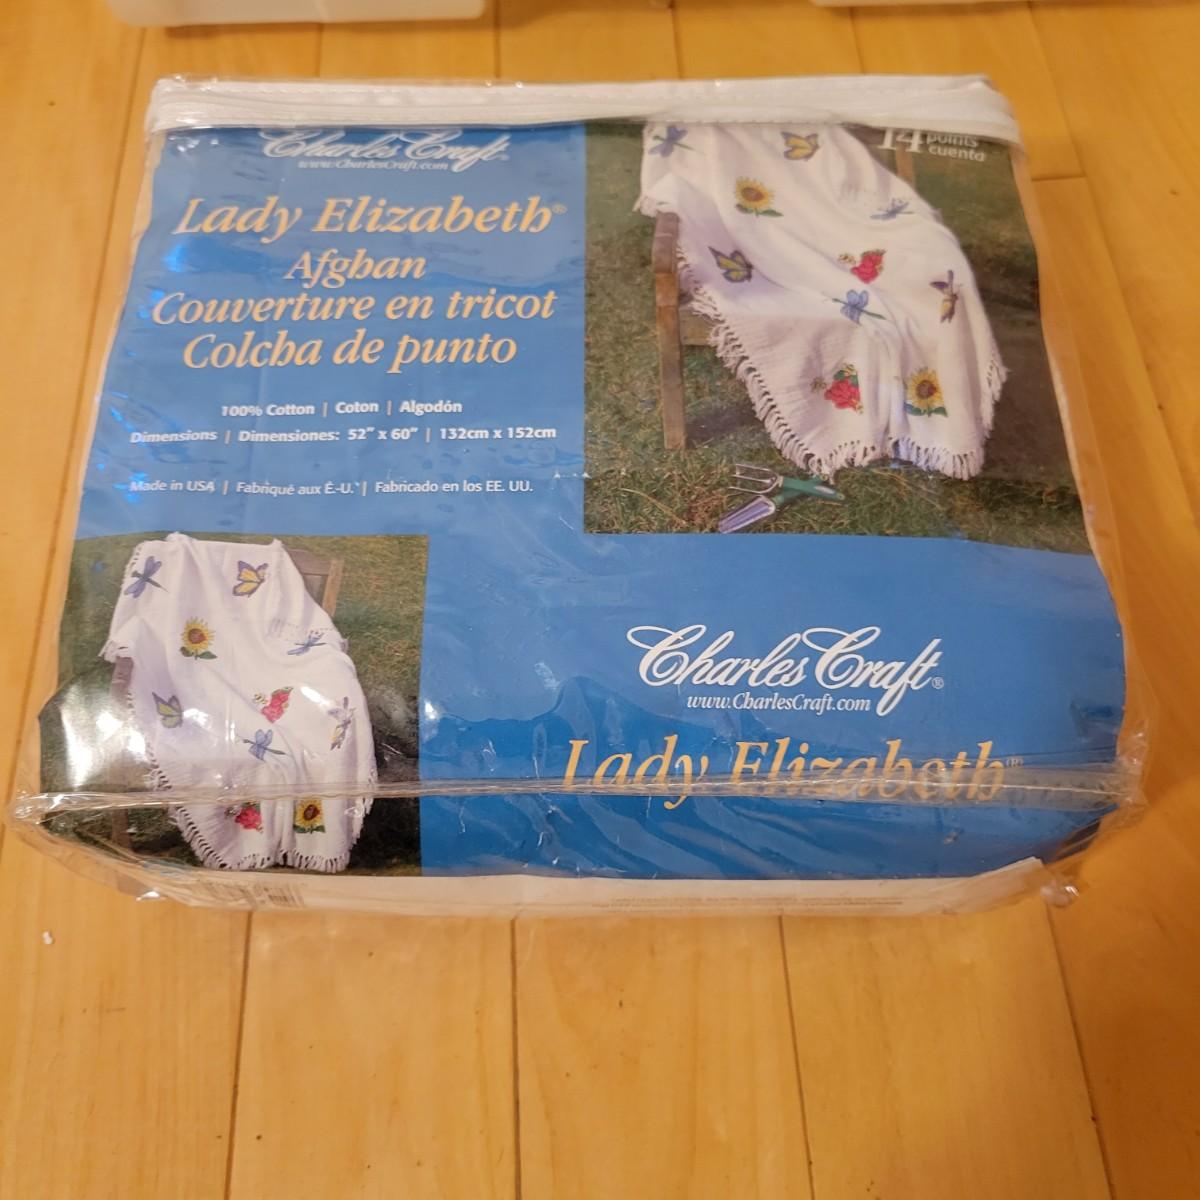 Charles Craft®
www.CharlesCraft.com
14 points
cuenta
Lady Elizabeth®
Afghan
Couverture en tricot
Colcha de punto
100% Cotton | Coton | Algodón
Dimensions | Dimensiones: 52" x 60" | 132cm x 152cm
Made in USA | Fabriqué aux É.-U. | Fabricado en los EE. UU.
Charles Craft®
www.CharlesCraft.com
Lady Elizabeth®